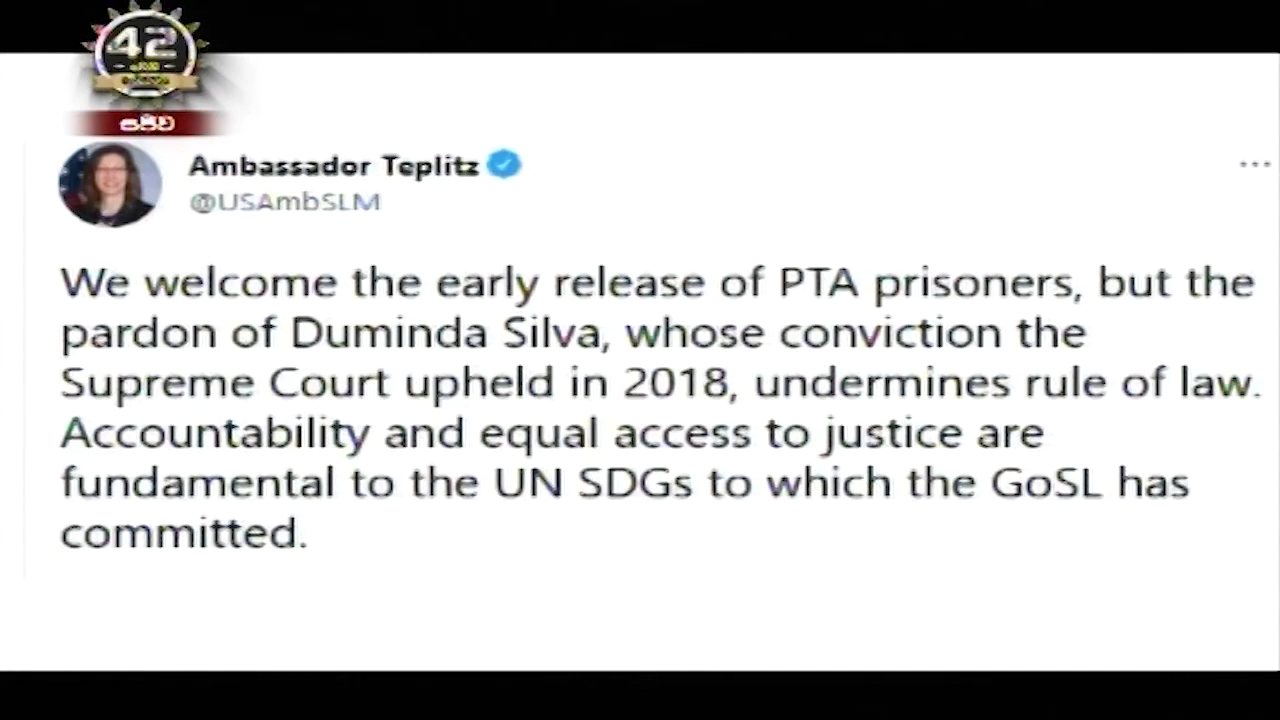 42
සජීව
Ambassador Teplitz
@USAmbSLM
We welcome the early release of PTA prisoners, but the
pardon of Duminda Silva, whose conviction the
Supreme Court upheld in 2018, undermines rule of law.
Accountability and equal access to justice are
fundamental to the UN SDGs to which the GoSL has
committed.